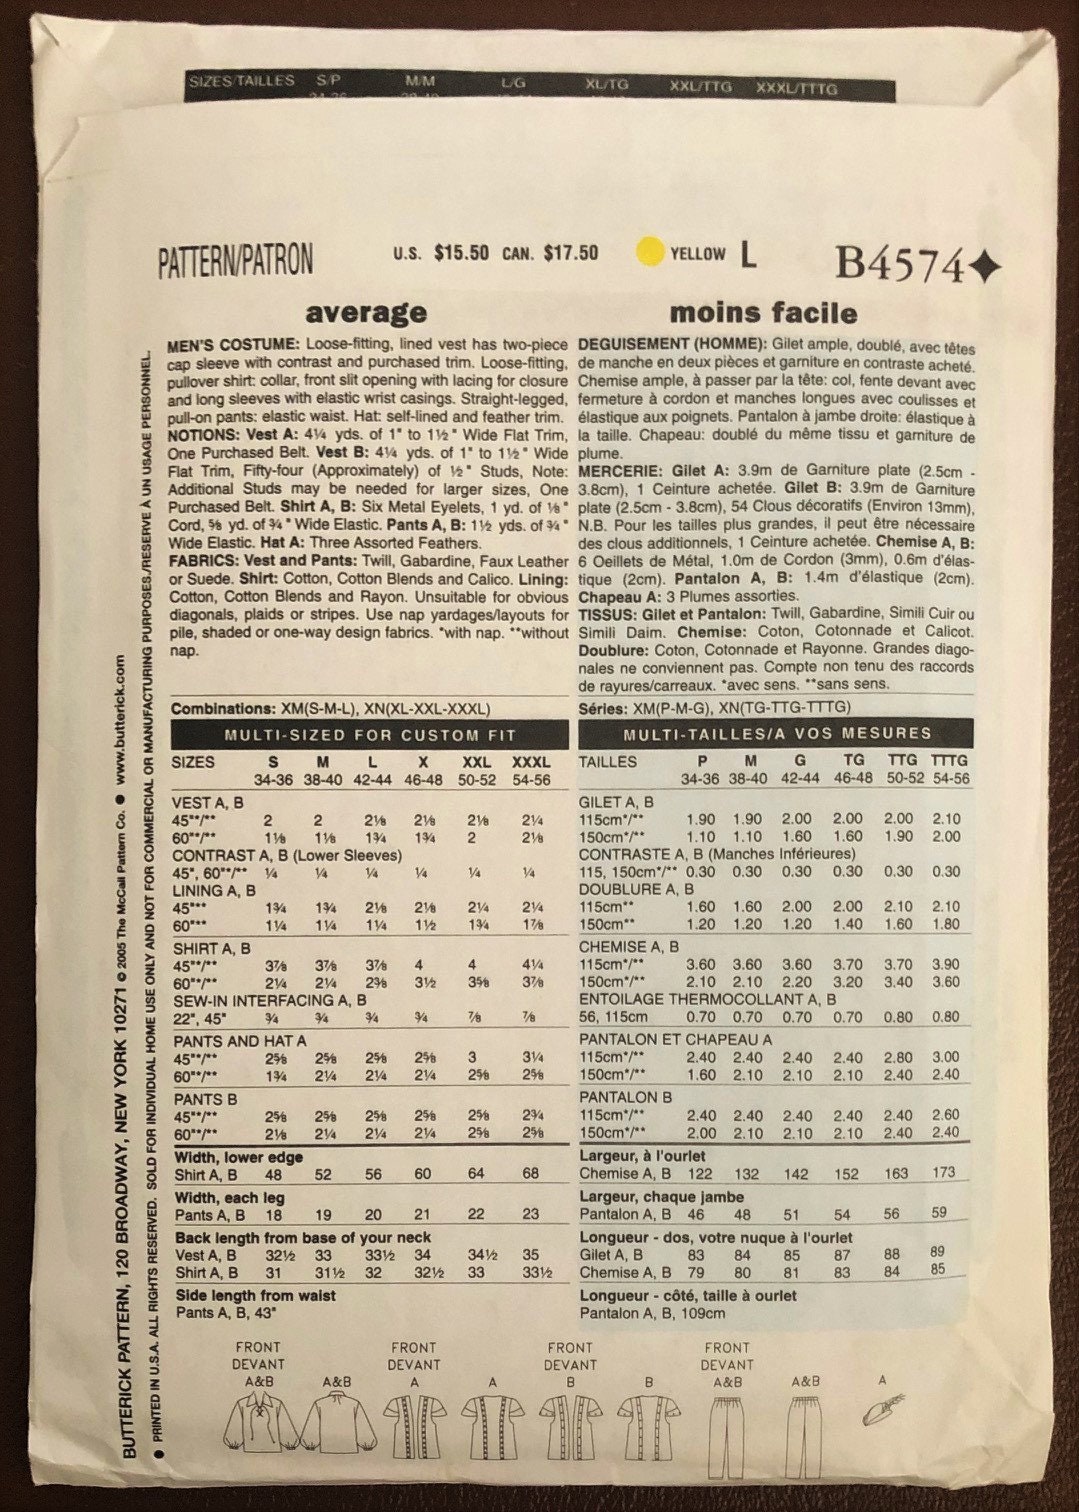 SIZES/TAILLES S/P M/M L/G XL/TG XXL/TTG XXXL/TTTG
PATTERN/PATRON U.S. $15.50 CAN. $17.50 YELLOW L B4574
average
MEN'S COSTUME: Loose-fitting, lined vest has two-piece
cap sleeve with contrast and purchased trim. Loose-fitting,
pullover shirt: collar, front slit opening with lacing for closure
and long sleeves with elastic wrist casings. Straight-legged,
pull-on pants: elastic waist. Hat: self-lined and feather trim.
NOTIONS: Vest A: 4¼ yds. of 1" to 1½" Wide Flat Trim,
One Purchased Belt. Vest B: 4¼ yds. of 1" to 1½" Wide
Flat Trim, Fifty-four (Approximately) of ½" Studs, Note:
Additional Studs may be needed for larger sizes, One
Purchased Belt. Shirt A, B: Six Metal Eyelets, 1 yd. of ⅛"
Cord, ⅝ yd. of ¾" Wide Elastic. Pants A, B: 1½ yds. of ¾"
Wide Elastic. Hat A: Three Assorted Feathers.
FABRICS: Vest and Pants: Twill, Gabardine, Faux Leather
or Suede. Shirt: Cotton, Cotton Blends and Calico. Lining:
Cotton, Cotton Blends and Rayon. Unsuitable for obvious
diagonals, plaids or stripes. Use nap yardages/layouts for
pile, shaded or one-way design fabrics. *with nap. **without
nap.
moins facile
DEGUISEMENT (HOMME): Gilet ample, doublé, avec têtes
de manche en deux pièces et garniture en contraste acheté.
Chemise ample, à passer par la tête: col, fente devant avec
fermeture à cordon et manches longues avec coulisses et
élastique aux poignets. Pantalon à jambe droite: élastique à
la taille. Chapeau: doublé du même tissu et garniture de
plume.
MERCERIE: Gilet A: 3.9m de Garniture plate (2.5cm -
3.8cm), 1 Ceinture achetée. Gilet B: 3.9m de Garniture
plate (2.5cm - 3.8cm), 54 Clous décoratifs (Environ 13mm),
N.B. Pour les tailles plus grandes, il peut être nécessaire
des clous additionnels, 1 Ceinture achetée. Chemise A, B:
6 Oeillets de Métal, 1.0m de Cordon (3mm), 0.6m d'élas-
tique (2cm). Pantalon A, B: 1.4m d'élastique (2cm).
Chapeau A: 3 Plumes assorties.
TISSUS: Gilet et Pantalon: Twill, Gabardine, Simili Cuir ou
Simili Daim. Chemise: Coton, Cotonnade et Calicot.
Doublure: Coton, Cotonnade et Rayonne. Grandes diago-
nales ne conviennent pas. Compte non tenu des raccords
de rayures/carreaux. *avec sens. **sans sens.
Combinations: XM(S-M-L), XN(XL-XXL-XXXL)
MULTI-SIZED FOR CUSTOM FIT
SIZES S M L X XXL XXXL
34-36 38-40 42-44 46-48 50-52 54-56
VEST A, B
45"*/** 2 2 2⅛ 2⅛ 2⅛ 2¼
60"*/** 1⅛ 1⅛ 1¾ 1¾ 2 2⅛
CONTRAST A, B (Lower Sleeves)
45", 60"*/** ¼ ¼ ¼ ¼ ¼ ¼
LINING A, B
45"** 1¾ 1¾ 2⅛ 2⅛ 2¼ 2¼
60"** 1¼ 1¼ 1¼ 1½ 1¾ 1⅞
SHIRT A, B
45"*/** 3⅞ 3⅞ 3⅞ 4 4 4¼
60"*/** 2¼ 2¼ 2⅜ 3½ 3⅝ 3⅞
SEW-IN INTERFACING A, B
22", 45" ¾ ¾ ¾ ¾ ⅞ ⅞
PANTS AND HAT A
45"*/** 2⅝ 2⅝ 2⅝ 2⅝ 3 3¼
60"*/** 1¾ 2¼ 2¼ 2¼ 2⅝ 2⅝
PANTS B
45"*/** 2⅝ 2⅝ 2⅝ 2⅝ 2⅝ 2¾
60"*/** 2⅛ 2¼ 2¼ 2¼ 2⅝ 2⅝
Width, lower edge
Shirt A, B 48 52 56 60 64 68
Width, each leg
Pants A, B 18 19 20 21 22 23
Back length from base of your neck
Vest A, B 32½ 33 33½ 34 34½ 35
Shirt A, B 31 31½ 32 32½ 33 33½
Side length from waist
Pants A, B, 43"
Séries: XM(P-M-G), XN(TG-TTG-TTTG)
MULTI-TAILLES/A VOS MESURES
TAILLES P M G TG TTG TTTG
34-36 38-40 42-44 46-48 50-52 54-56
GILET A, B
115cm*/** 1.90 1.90 2.00 2.00 2.00 2.10
150cm*/** 1.10 1.10 1.60 1.60 1.90 2.00
CONTRASTE A, B (Manches Inférieures)
115, 150cm*/** 0.30 0.30 0.30 0.30 0.30 0.30
DOUBLURE A, B
115cm** 1.60 1.60 2.00 2.00 2.10 2.10
150cm** 1.20 1.20 1.20 1.40 1.60 1.80
CHEMISE A, B
115cm*/** 3.60 3.60 3.60 3.70 3.70 3.90
150cm*/** 2.10 2.10 2.20 3.20 3.40 3.60
ENTOILAGE THERMOCOLLANT A, B
56, 115cm 0.70 0.70 0.70 0.70 0.80 0.80
PANTALON ET CHAPEAU A
115cm*/** 2.40 2.40 2.40 2.40 2.80 3.00
150cm*/** 1.60 2.10 2.10 2.10 2.40 2.40
PANTALON B
115cm*/** 2.40 2.40 2.40 2.40 2.40 2.60
150cm*/** 2.00 2.10 2.10 2.10 2.40 2.40
Largeur, à l'ourlet
Chemise A, B 122 132 142 152 163 173
Largeur, chaque jambe
Pantalon A, B 46 48 51 54 56 59
Longueur - dos, votre nuque à l'ourlet
Gilet A, B 83 84 85 87 88 89
Chemise A, B 79 80 81 83 84 85
Longueur - côté, taille à ourlet
Pantalon A, B, 109cm
FRONT FRONT FRONT FRONT
DEVANT DEVANT DEVANT DEVANT
A&B A&B A A B B A&B A&B A
BUTTERICK PATTERN, 120 BROADWAY, NEW YORK 10271 © 2005 The McCall Pattern Co. ● www.butterick.com
● PRINTED IN U.S.A. ALL RIGHTS RESERVED. SOLD FOR INDIVIDUAL HOME USE ONLY AND NOT FOR COMMERCIAL OR MANUFACTURING PURPOSES./RESERVE À UN USAGE PERSONNEL.